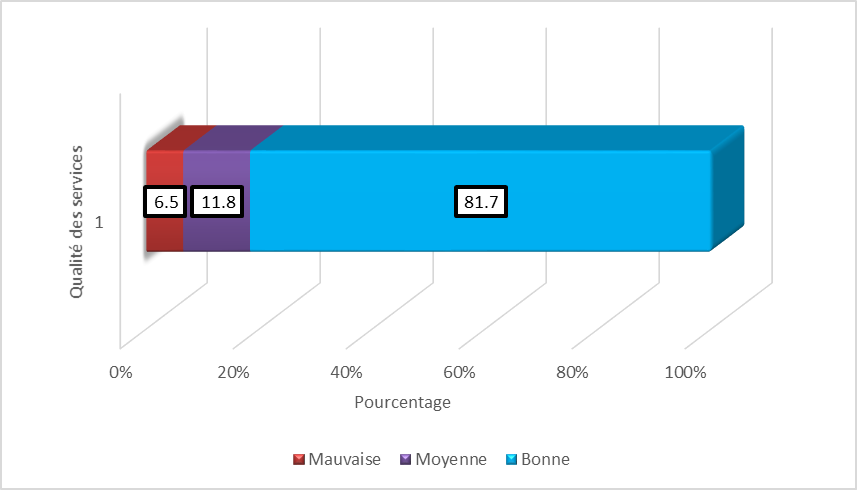 Qualité des services
1
6.5 11.8 81.7
0% 20% 40% 60% 80% 100%
Pourcentage
Mauvaise Moyenne Bonne